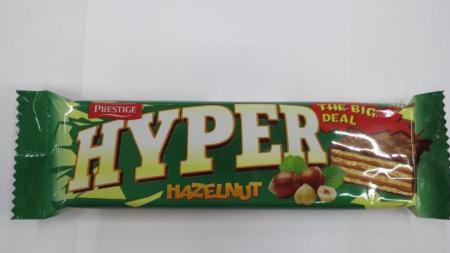 PRESTIGE
HYPER
HAZELNUT
THE BIG
DEAL